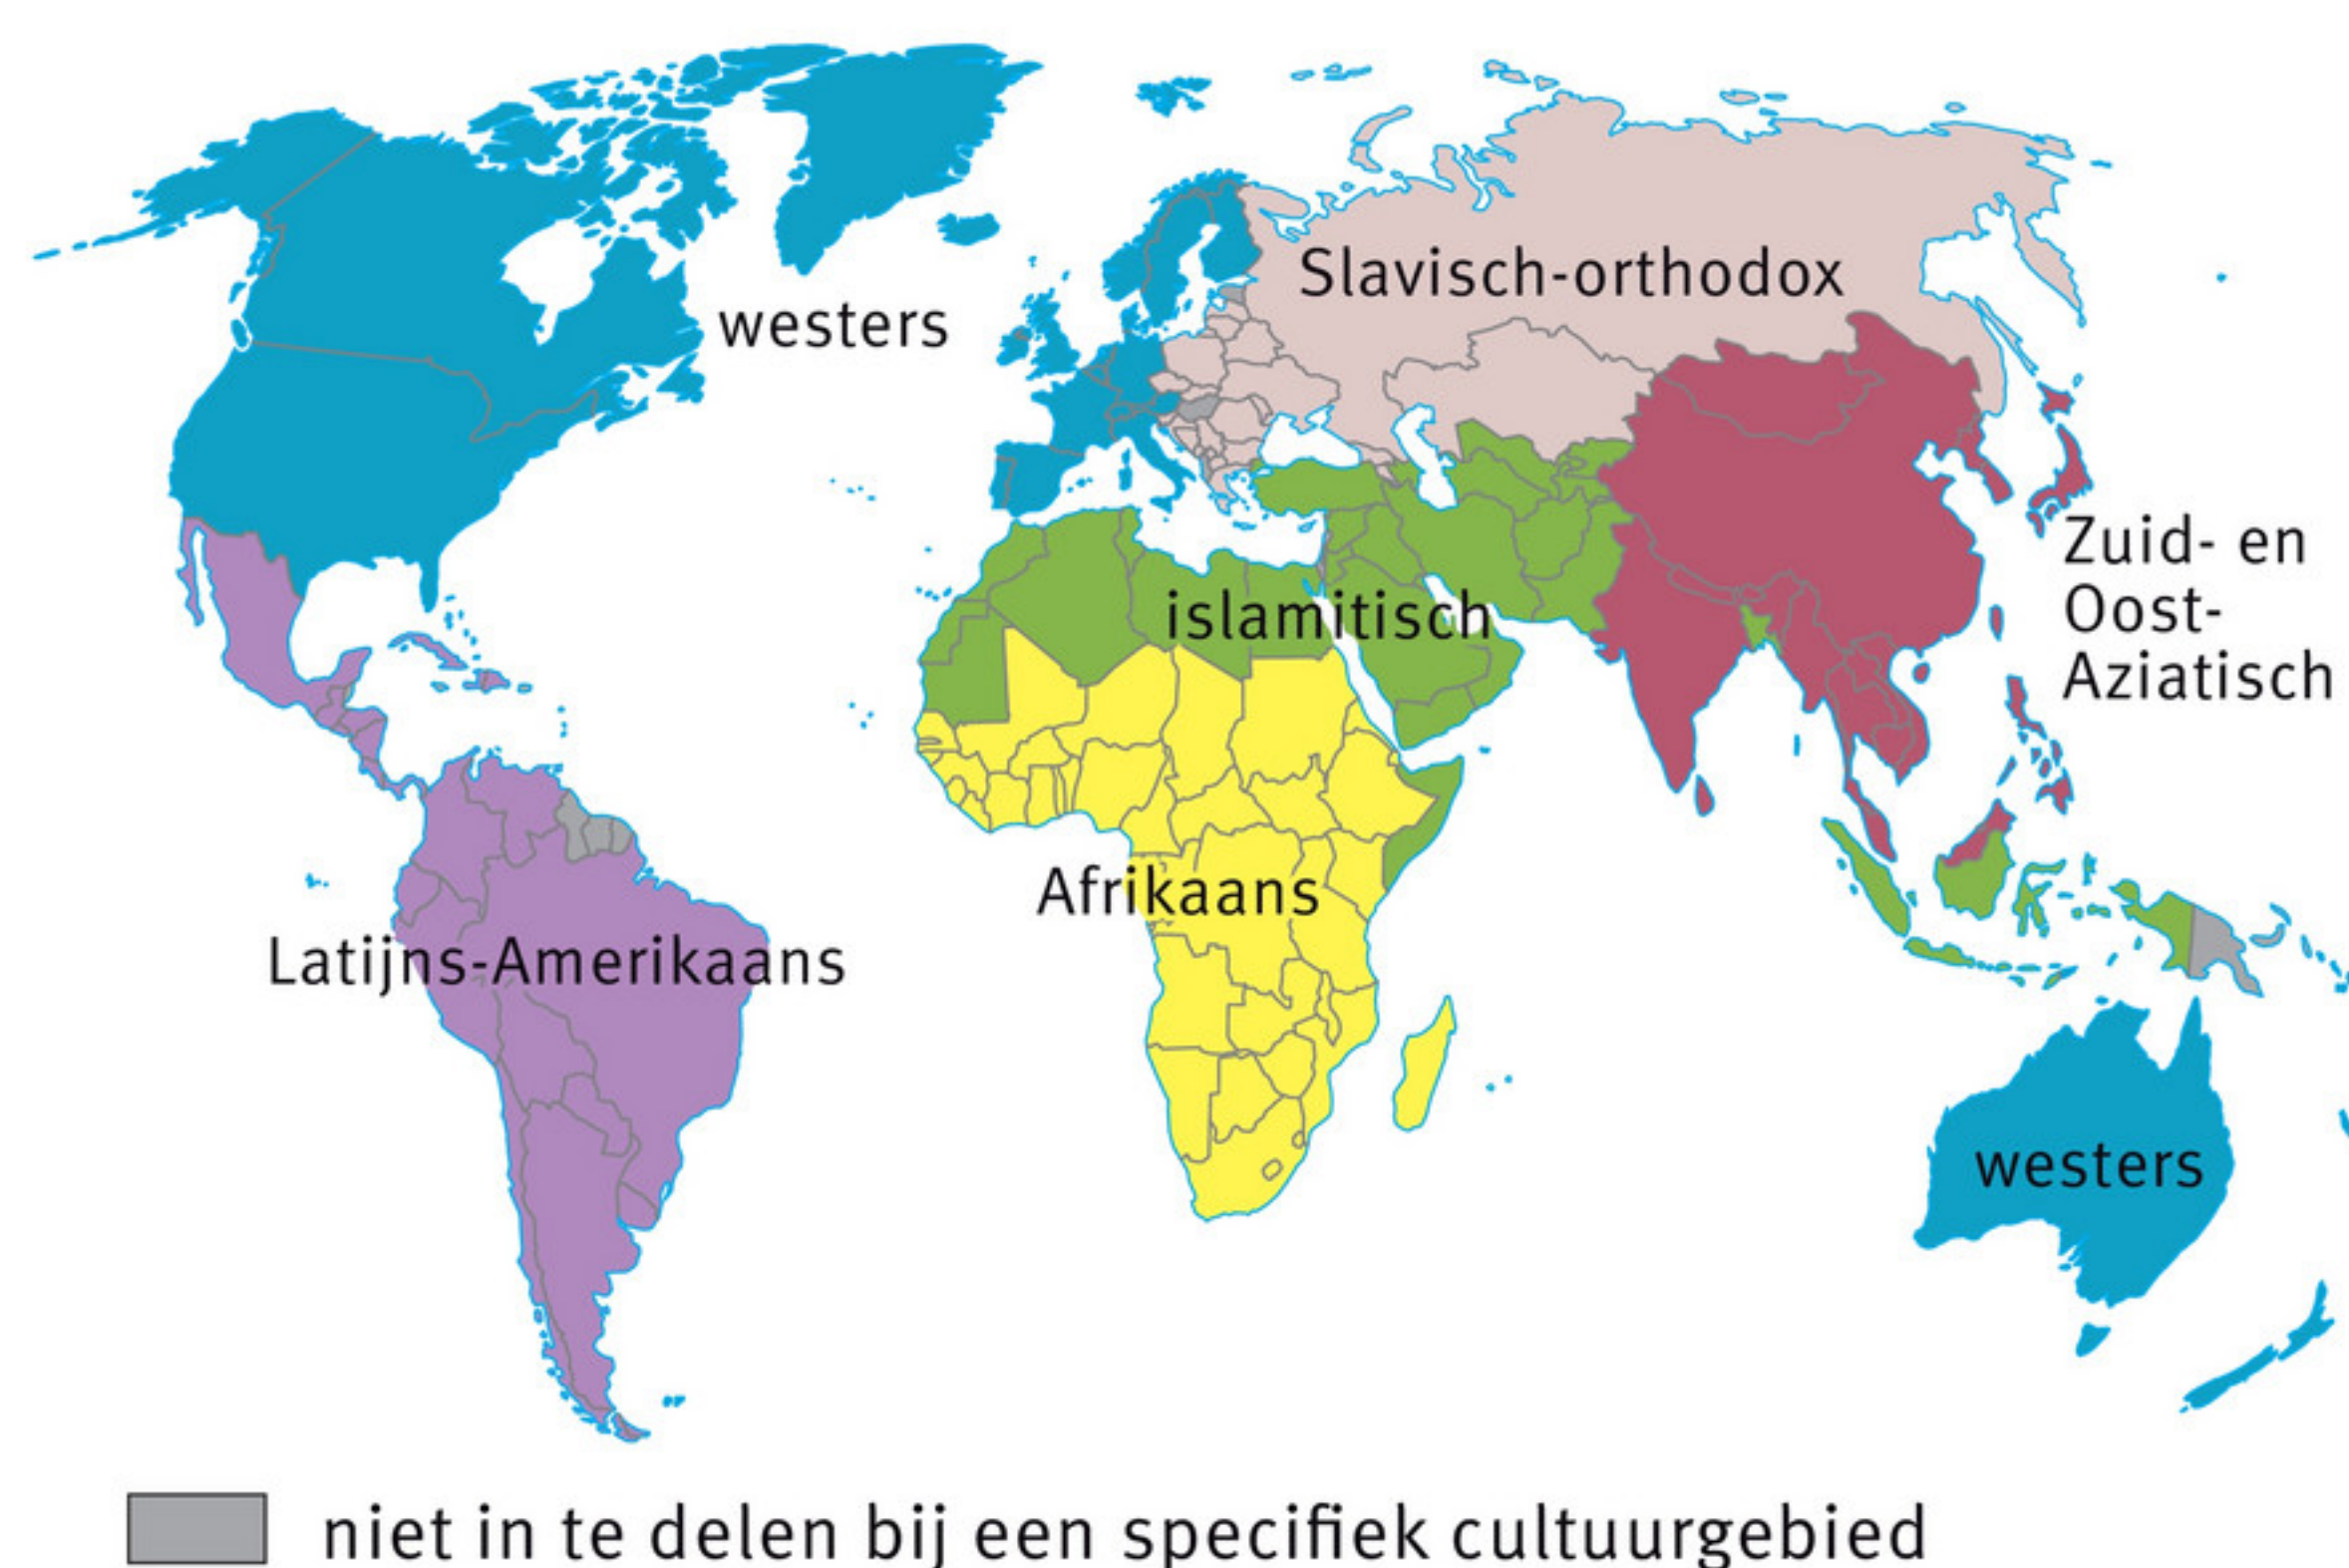 Slavisch-orthodox
westers
Zuid- en
Oost-
Aziatisch
islamitisch
Afrikaans
Latijns-Amerikaans
westers
niet in te delen bij een specifiek cultuurgebied